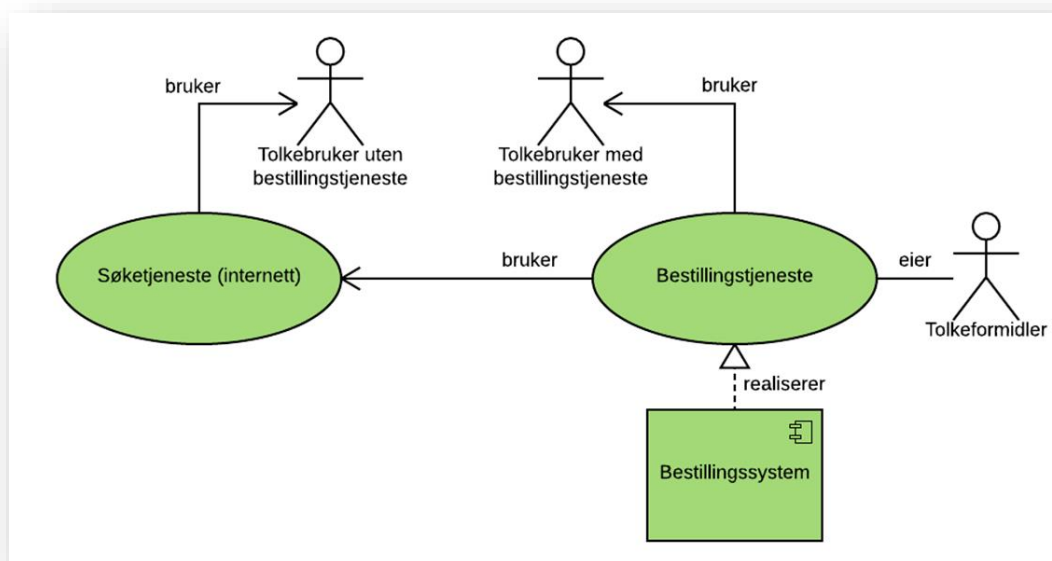 bruker
bruker
Tolkebruker uten
bestillingstjeneste
Tolkebruker med
bestillingstjeneste
Søketjeneste (internett)
bruker
Bestillingstjeneste
eier
Tolkeformidler
realiserer
Bestillingssystem